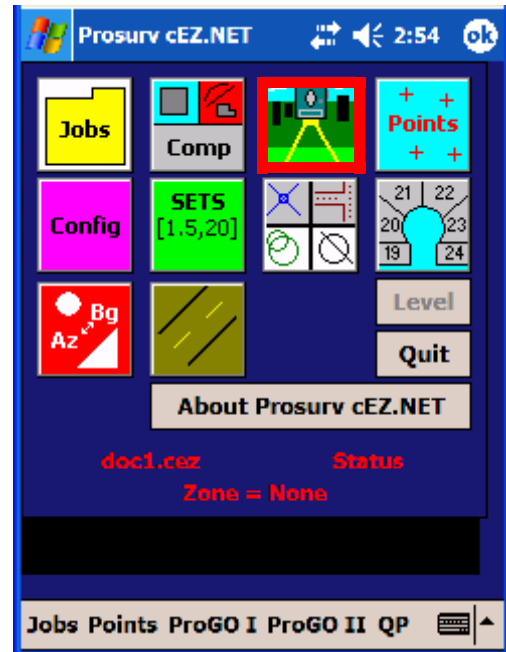 Prosurv cEZ.NET 2:54 ok
Jobs
Comp
Points
Config
SETS
[1.5,20]
21 22
20 23
19 24
Bg
Az
Level
Quit
About Prosurv cEZ.NET
doc1.cez Status
Zone = None
Jobs Points ProGO I ProGO II QP